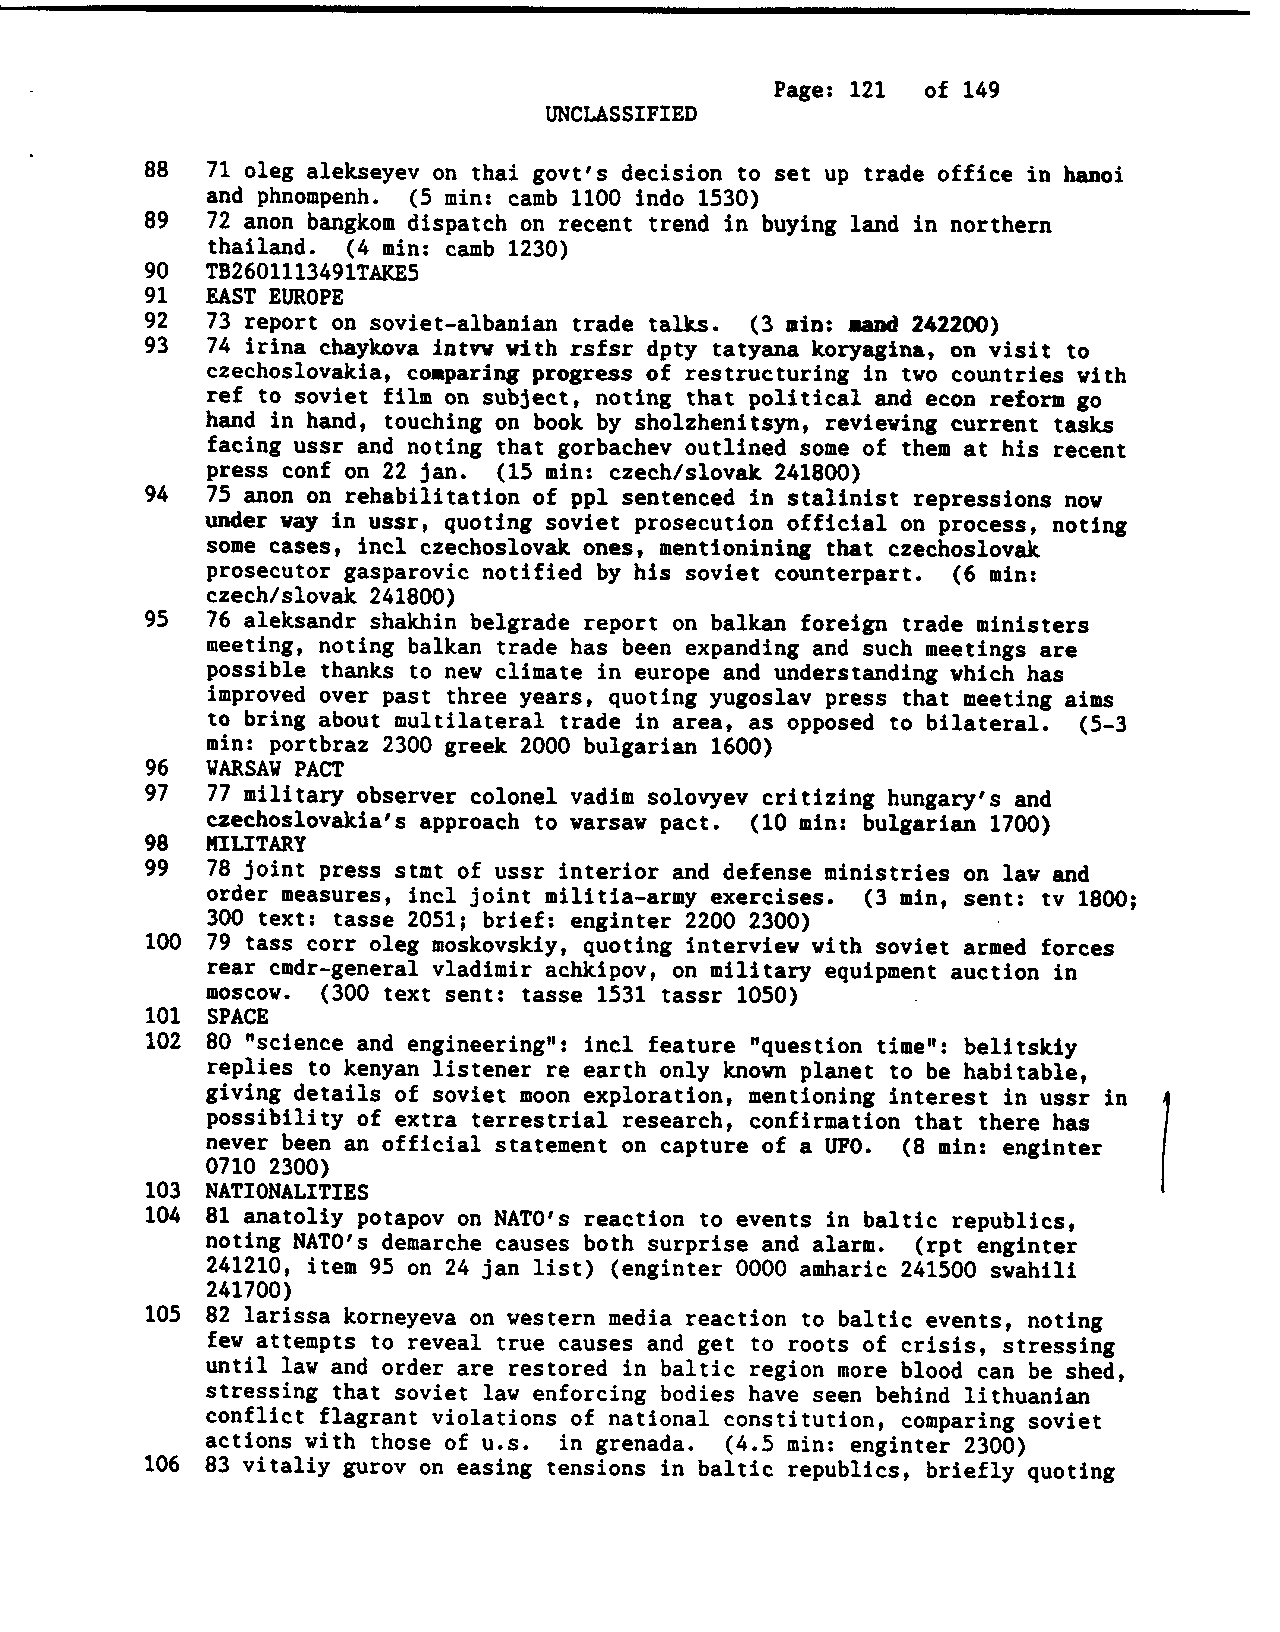 Page: 121 of 149
UNCLASSIFIED
88 71 oleg alekseyev on thai govt's decision to set up trade office in hanoi
and phnompenh. (5 min: camb 1100 indo 1530)
89 72 anon bangkom dispatch on recent trend in buying land in northern
thailand. (4 min: camb 1230)
90 TB2601113491TAKE5
91 EAST EUROPE
92 73 report on soviet-albanian trade talks. (3 min: mand 242200)
93 74 irina chaykova intvw with rsfsr dpty tatyana koryagina, on visit to
czechoslovakia, comparing progress of restructuring in two countries with
ref to soviet film on subject, noting that political and econ reform go
hand in hand, touching on book by sholzhenitsyn, reviewing current tasks
facing ussr and noting that gorbachev outlined some of them at his recent
press conf on 22 jan. (15 min: czech/slovak 241800)
94 75 anon on rehabilitation of ppl sentenced in stalinist repressions now
under way in ussr, quoting soviet prosecution official on process, noting
some cases, incl czechoslovak ones, mentionining that czechoslovak
prosecutor gasparovic notified by his soviet counterpart. (6 min:
czech/slovak 241800)
95 76 aleksandr shakhin belgrade report on balkan foreign trade ministers
meeting, noting balkan trade has been expanding and such meetings are
possible thanks to new climate in europe and understanding which has
improved over past three years, quoting yugoslav press that meeting aims
to bring about multilateral trade in area, as opposed to bilateral. (5-3
min: portbraz 2300 greek 2000 bulgarian 1600)
96 WARSAW PACT
97 77 military observer colonel vadim solovyev critizing hungary's and
czechoslovakia's approach to warsaw pact. (10 min: bulgarian 1700)
98 MILITARY
99 78 joint press stmt of ussr interior and defense ministries on law and
order measures, incl joint militia-army exercises. (3 min, sent: tv 1800;
300 text: tasse 2051; brief: enginter 2200 2300)
100 79 tass corr oleg moskovskiy, quoting interview with soviet armed forces
rear cmdr-general vladimir achkipov, on military equipment auction in
moscow. (300 text sent: tasse 1531 tassr 1050)
101 SPACE
102 80 "science and engineering": incl feature "question time": belitskiy
replies to kenyan listener re earth only known planet to be habitable,
giving details of soviet moon exploration, mentioning interest in ussr in
possibility of extra terrestrial research, confirmation that there has
never been an official statement on capture of a UFO. (8 min: enginter
0710 2300)
103 NATIONALITIES
104 81 anatoliy potapov on NATO's reaction to events in baltic republics,
noting NATO's demarche causes both surprise and alarm. (rpt enginter
241210, item 95 on 24 jan list) (enginter 0000 amharic 241500 swahili
241700)
105 82 larissa korneyeva on western media reaction to baltic events, noting
few attempts to reveal true causes and get to roots of crisis, stressing
until law and order are restored in baltic region more blood can be shed,
stressing that soviet law enforcing bodies have seen behind lithuanian
conflict flagrant violations of national constitution, comparing soviet
actions with those of u.s. in grenada. (4.5 min: enginter 2300)
106 83 vitaliy gurov on easing tensions in baltic republics, briefly quoting